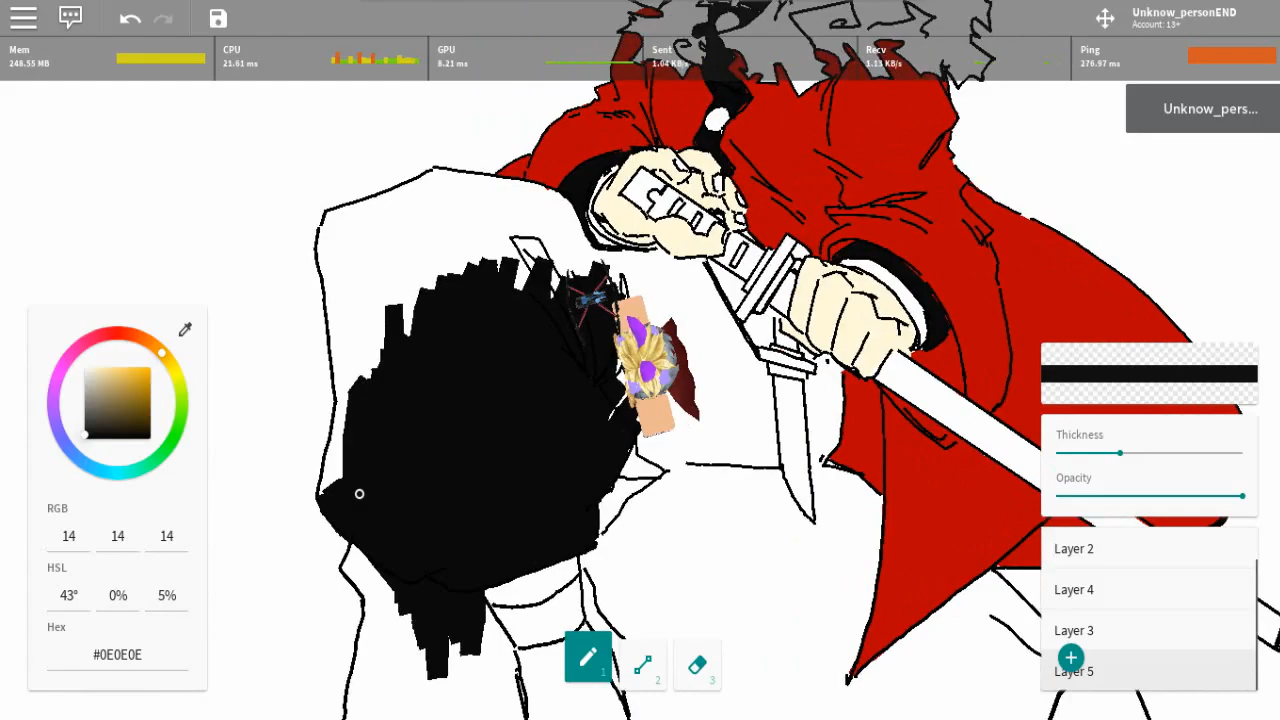 Unknow_personEND
Account: 13+
Mem
248.55 MB
CPU
21.61 ms
GPU
8.21 ms
Sent
1.04 KB/s
Recv
1.13 KB/s
Ping
276.97 ms
Unknow_pers...
RGB
14 14 14
HSL
43° 0% 5%
Hex
#0E0E0E
Thickness
Opacity
Layer 2
Layer 4
Layer 3
Layer 5
1
2
3